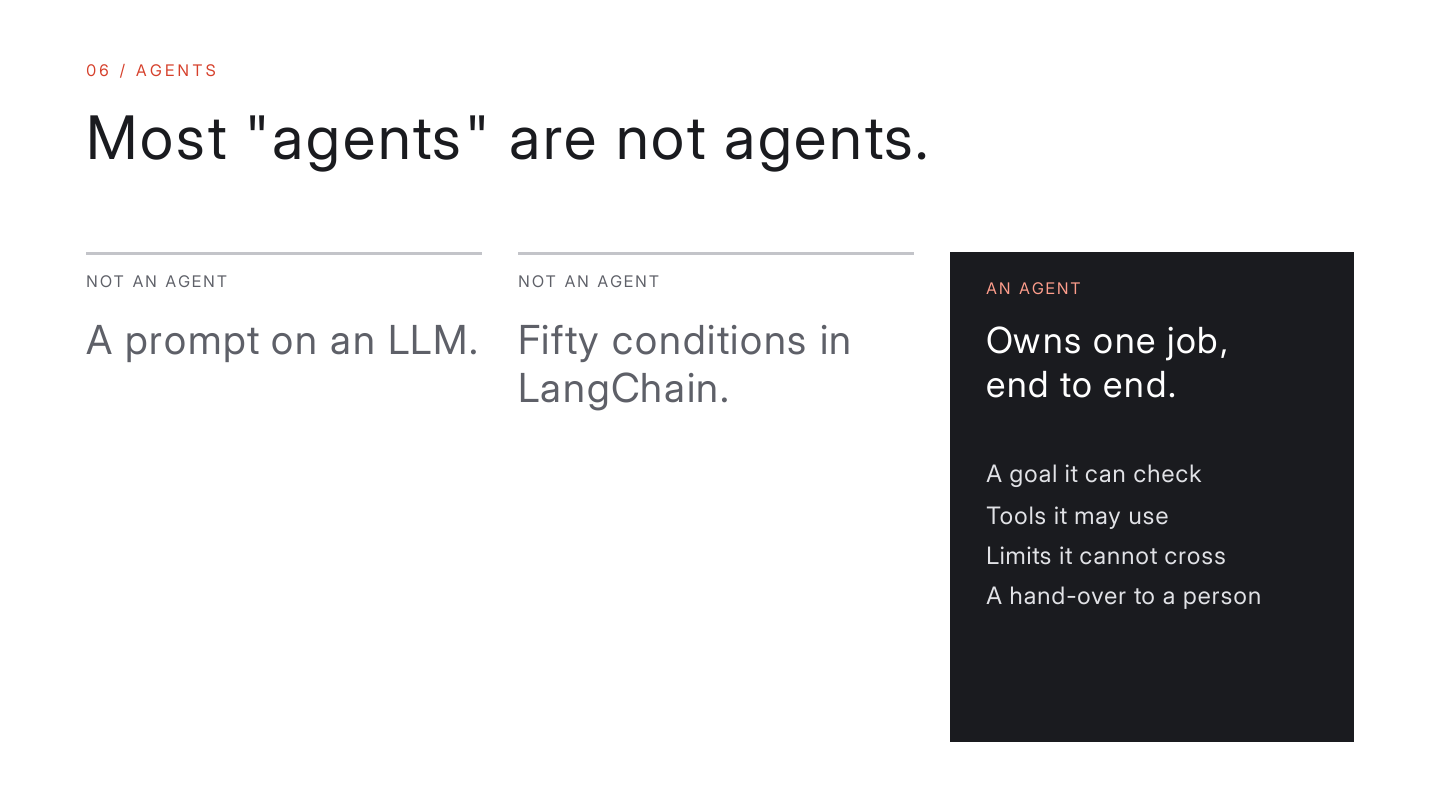 06 / AGENTS
Most "agents" are not agents.
NOT AN AGENT
A prompt on an LLM.
NOT AN AGENT
Fifty conditions in
LangChain.
AN AGENT
Owns one job,
end to end.
A goal it can check
Tools it may use
Limits it cannot cross
A hand-over to a person